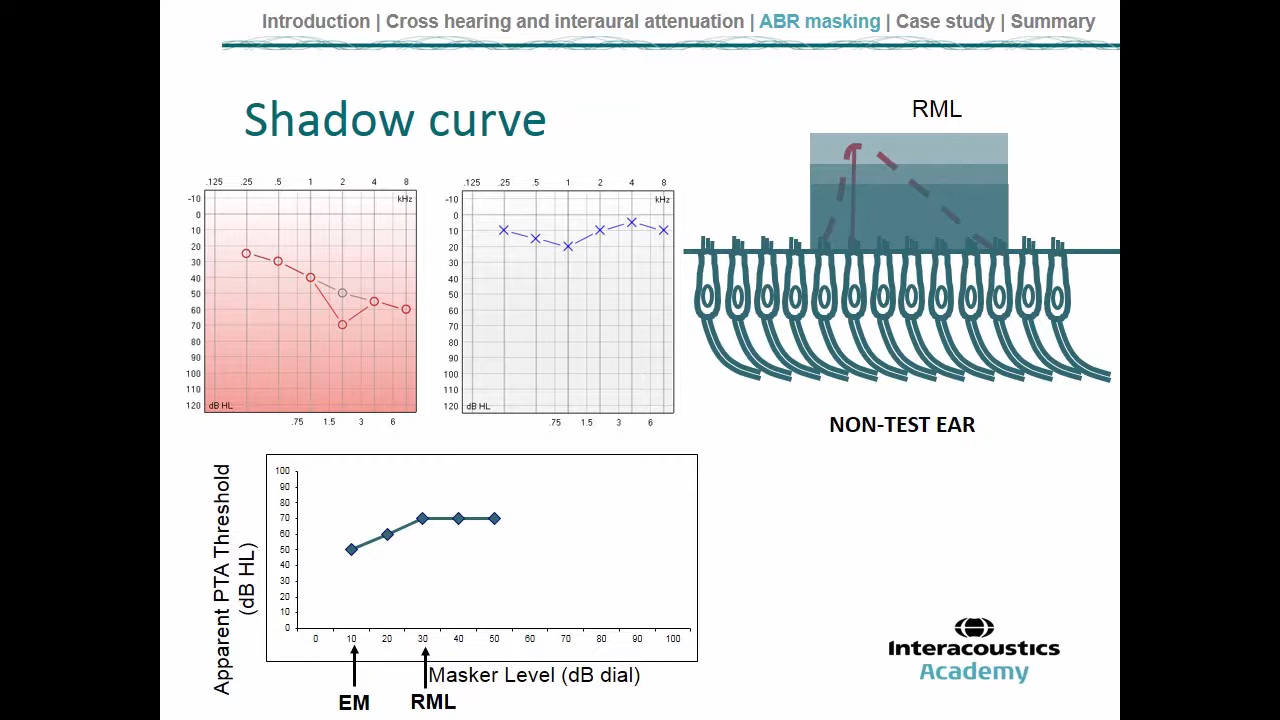 Introduction | Cross hearing and interaural attenuation | ABR masking | Case study | Summary
Shadow curve
RML
.125 .25 .5 1 2 4 8
kHz
-10
0
10
20
30
40
50
60
70
80
90
100
110
120
dB HL
.75 1.5 3 6
.125 .25 .5 1 2 4 8
kHz
-10
0
10
20
30
40
50
60
70
80
90
100
110
120
dB HL
.75 1.5 3 6
NON-TEST EAR
Apparent PTA Threshold
(dB HL)
100
90
80
70
60
50
40
30
20
10
0
0 10 20 30 40 50 60 70 80 90 100
Masker Level (dB dial)
EM RML
Interacoustics
Academy